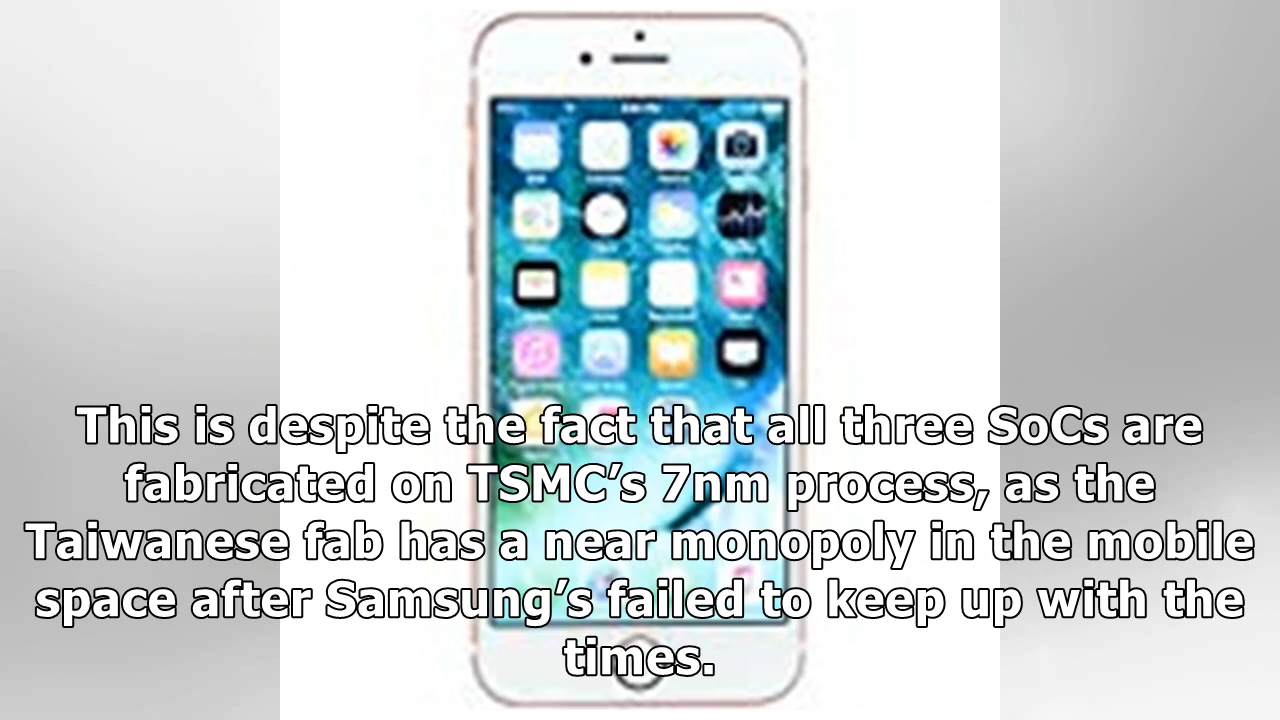 This is despite the fact that all three SoCs are
fabricated on TSMC’s 7nm process, as the
Taiwanese fab has a near monopoly in the mobile
space after Samsung’s failed to keep up with the
times.